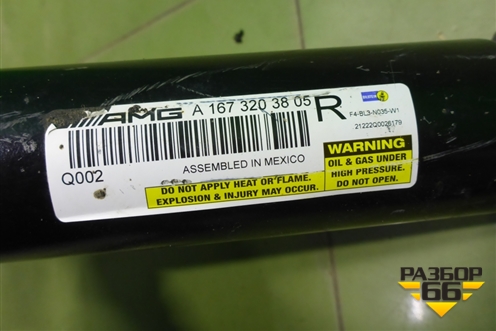 AMG A 167 320 38 05 R
BILSTEIN
F4-BL3-N035-W1
21222Q0026179
Q002
ASSEMBLED IN MEXICO
DO NOT APPLY HEAT OR FLAME.
EXPLOSION & INJURY MAY OCCUR.
WARNING
OIL & GAS UNDER
HIGH PRESSURE.
DO NOT OPEN.
РАЗБОР
66